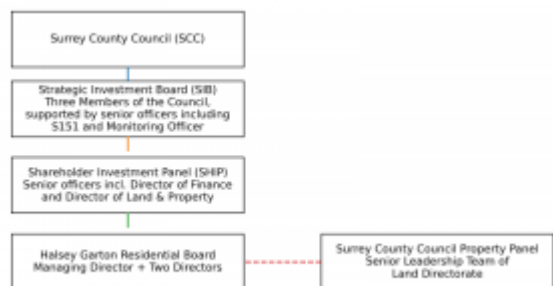 Surrey County Council (SCC)
Strategic Investment Board (SIB)
Three Members of the Council,
supported by senior officers including
S151 and Monitoring Officer
Shareholder Investment Panel (SHIP)
Senior officers incl. Director of Finance
and Director of Land & Property
Halsey Garton Residential Board
Managing Director + Two Directors
Surrey County Council Property Panel
Senior Leadership Team of
Land Directorate